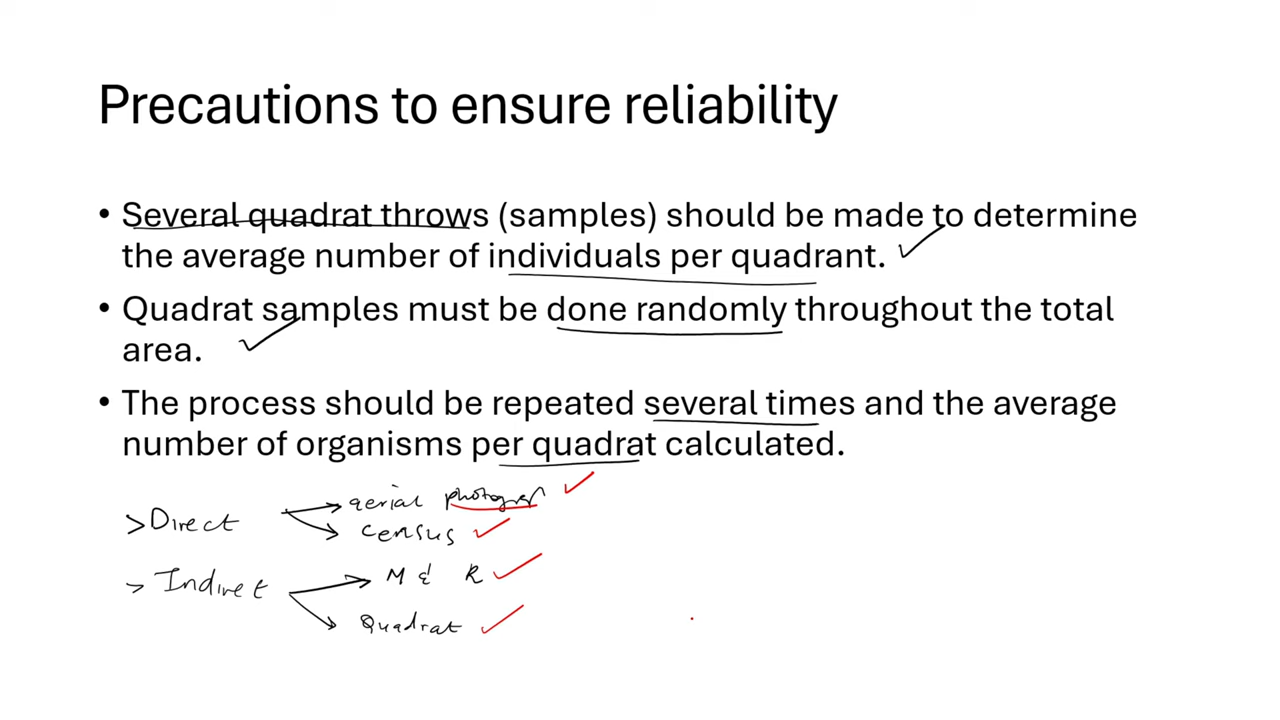 Precautions to ensure reliability
• Several quadrat throws (samples) should be made to determine
the average number of individuals per quadrant.
• Quadrat samples must be done randomly throughout the total
area.
• The process should be repeated several times and the average
number of organisms per quadrat calculated.
>Direct
aerial
census
> Indirect
M & R
Quadrat